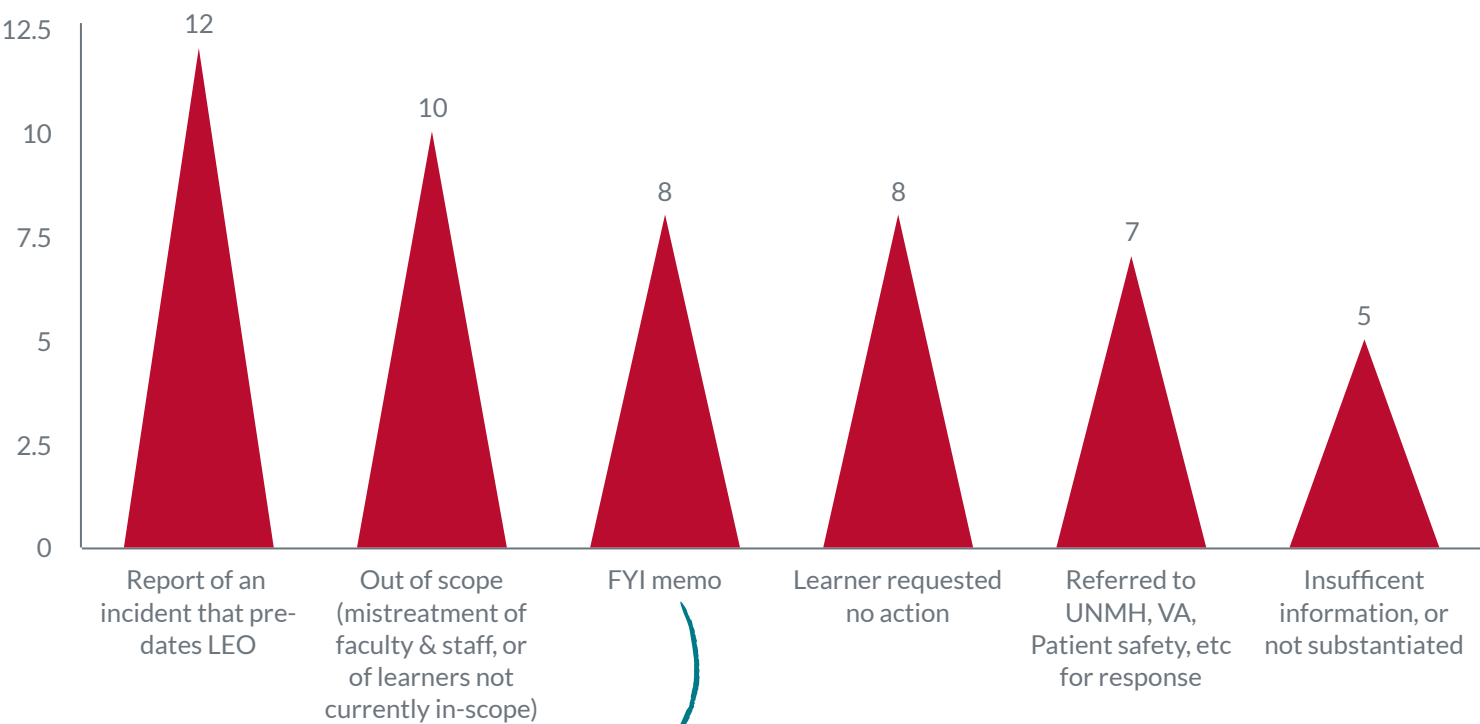 12.5
10
7.5
5
2.5
0
12
10
8
8
7
5
Report of an
incident that pre-
dates LEO
Out of scope
(mistreatment of
faculty & staff, or
of learners not
currently in-scope)
FYI memo
Learner requested
no action
Referred to
UNMH, VA,
Patient safety, etc
for response
Insufficent
information, or
not substantiated